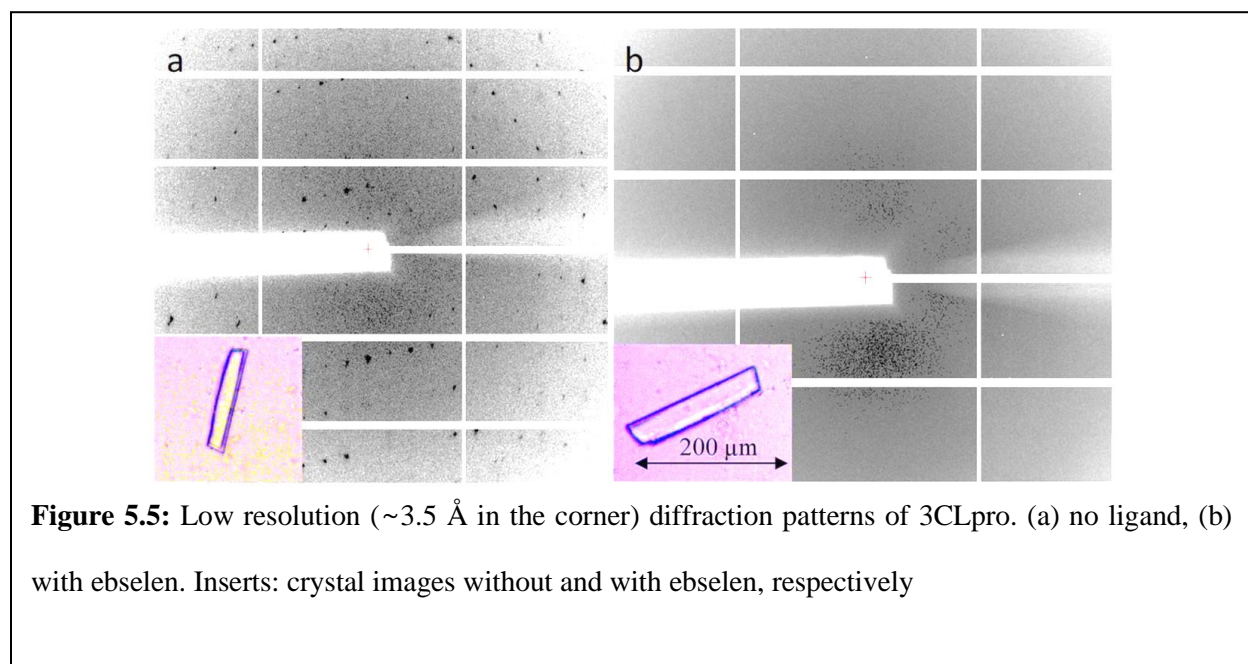 a
b
200 µm
Figure 5.5: Low resolution (~3.5 Å in the corner) diffraction patterns of 3CLpro. (a) no ligand, (b)
with ebselen. Inserts: crystal images without and with ebselen, respectively